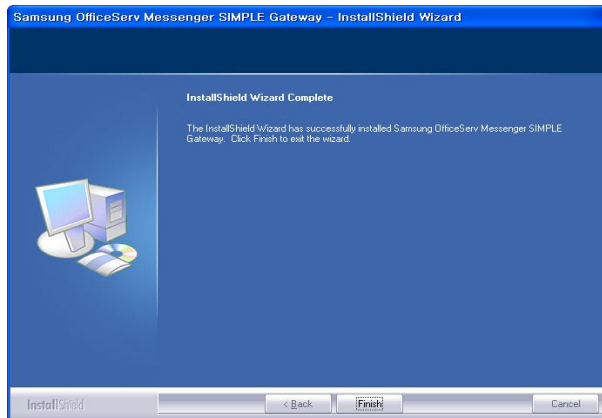 Samsung OfficeServ Messenger SIMPLE Gateway - InstallShield Wizard
InstallShield Wizard Complete
The InstallShield Wizard has successfully installed Samsung OfficeServ Messenger SIMPLE
Gateway. Click Finish to exit the wizard.
InstallShield
< Back
Finish
Cancel